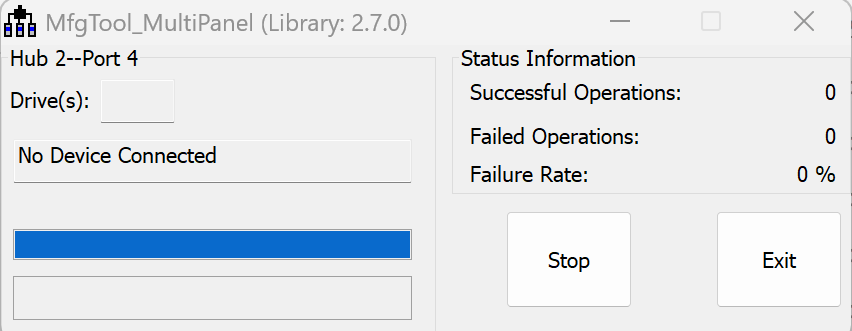 MfgTool_MultiPanel (Library: 2.7.0)
Hub 2--Port 4
Drive(s):
No Device Connected
Status Information
Successful Operations: 0
Failed Operations: 0
Failure Rate: 0 %
Stop Exit